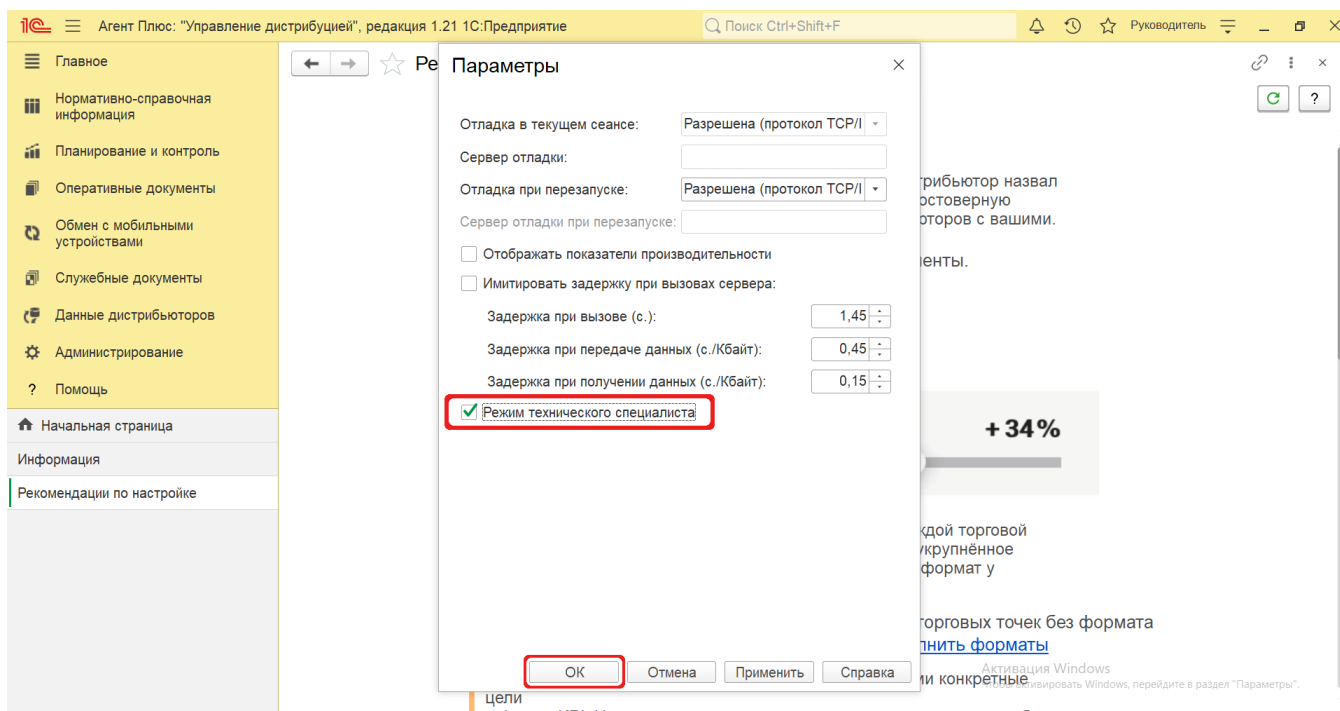 Агент Плюс: "Управление дистрибуцией", редакция 1.21 1С:Предприятие
Поиск Ctrl+Shift+F
Руководитель
Главное
Нормативно-справочная
информация
Планирование и контроль
Оперативные документы
Обмен с мобильными
устройствами
Служебные документы
Данные дистрибьюторов
Администрирование
? Помощь
Начальная страница
Информация
Рекомендации по настройке
Ре
?
Параметры
Отладка в текущем сеансе: Разрешена (протокол TCP/I
Сервер отладки:
Отладка при перезапуске: Разрешена (протокол TCP/I
Сервер отладки при перезапуске:
Отображать показатели производительности
Имитировать задержку при вызовах сервера:
Задержка при вызове (с.): 1,45
Задержка при передаче данных (с./Кбайт): 0,45
Задержка при получении данных (с./Кбайт): 0,15
Режим технического специалиста
ОК Отмена Применить Справка
трибьютор назвал
остоверную
оторов с вашими.
енты.
+34%
ждой торговой
укрупнённое
формат у
орговых точек без формата
лнить форматы
Активация Windows
ми конкретные
активировать Windows, перейдите в раздел "Параметры".
цели